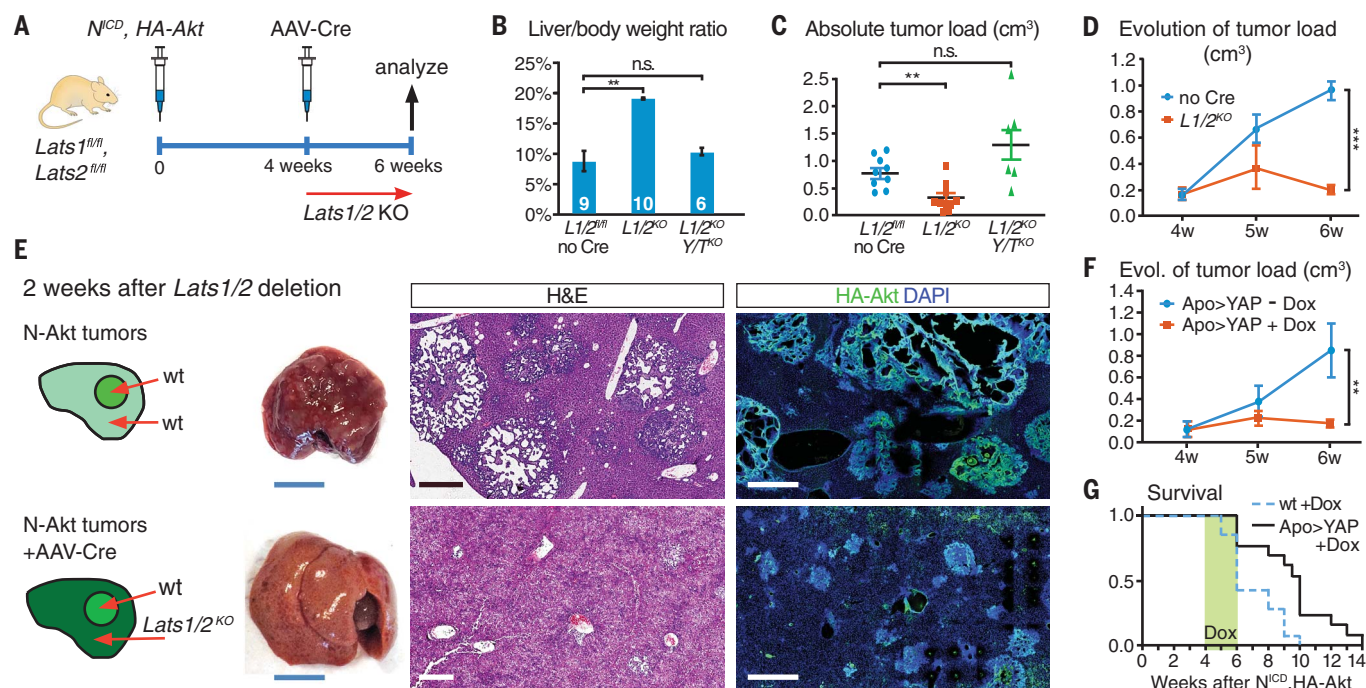 A
N^ICD, HA-Akt
AAV-Cre
analyze
Lats1^fl/fl,
Lats2^fl/fl
0
4 weeks
6 weeks
Lats1/2 KO
B
Liver/body weight ratio
n.s.
**
25%
20%
15%
10%
5%
0%
9
10
6
L1/2^fl/fl
no Cre
L1/2^KO
L1/2^KO
Y/T^KO
C
Absolute tumor load (cm³)
n.s.
**
2.5
2.0
1.5
1.0
0.5
0.0
L1/2^fl/fl
no Cre
L1/2^KO
L1/2^KO
Y/T^KO
D
Evolution of tumor load
(cm³)
1.2
1.0
0.8
0.6
0.4
0.2
0.0
no Cre
L1/2^KO
***
4w
5w
6w
E
2 weeks after Lats1/2 deletion
H&E
HA-Akt DAPI
N-Akt tumors
wt
wt
N-Akt tumors
+AAV-Cre
wt
Lats1/2^KO
F
Evol. of tumor load (cm³)
1.4
1.2
1.0
0.8
0.6
0.4
0.2
0.0
Apo>YAP - Dox
Apo>YAP + Dox
**
4w
5w
6w
G
Survival
wt +Dox
Apo>YAP
+Dox
1.0
0.5
1.0
Dox
0 2 4 6 8 10 12 14
Weeks after N^ICD,HA-Akt